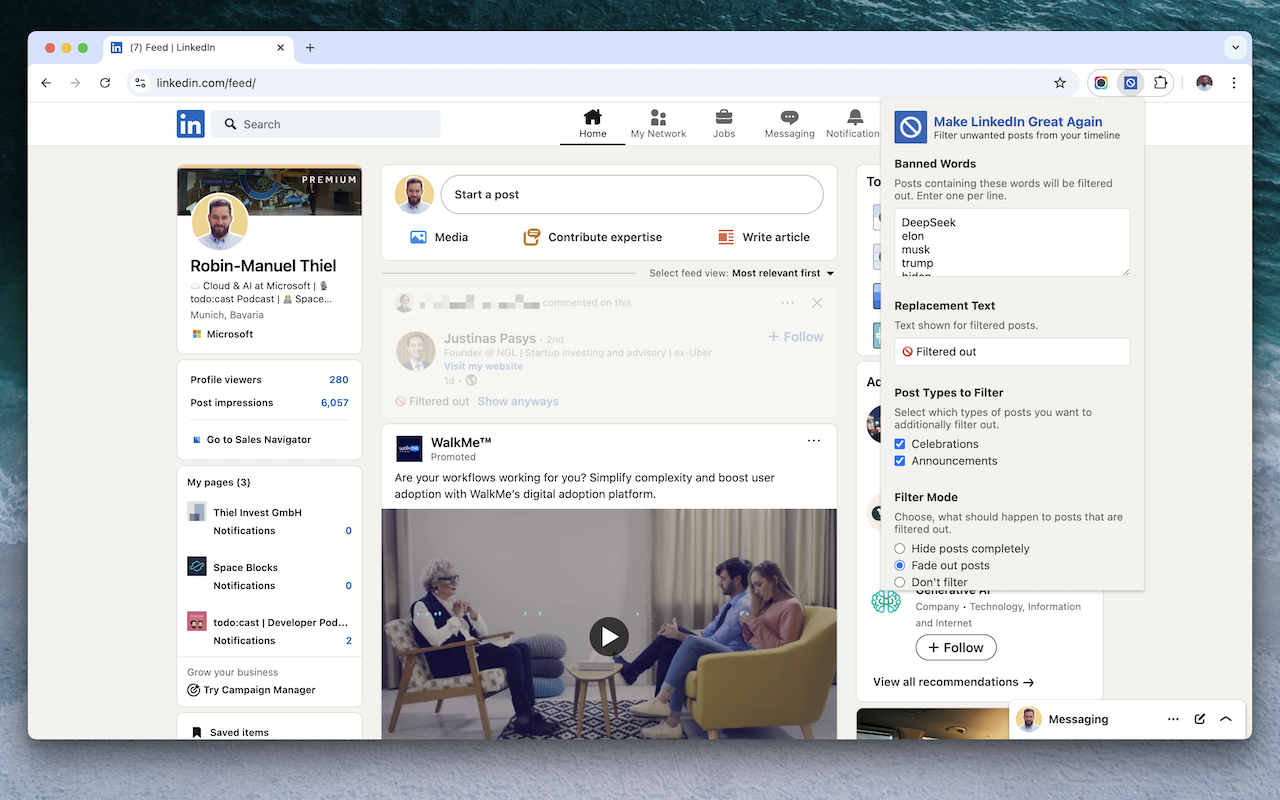 (7) Feed | LinkedIn
linkedin.com/feed/
in
Search
Home
My Network
Jobs
Messaging
PREMIUM
Robin-Manuel Thiel
Cloud & AI at Microsoft |
todo:cast Podcast | Space...
Munich, Bavaria
Microsoft
Profile viewers 280
Post impressions 6,057
Go to Sales Navigator
My pages (3)
Thiel Invest GmbH
Notifications 0
Space Blocks
Notifications 0
todo:cast | Developer Pod...
Notifications 2
Grow your business
Try Campaign Manager
Saved items
Start a post
Media
Contribute expertise
Write article
Select feed view: Most relevant first
commented on this
Justinas Pasys • 2nd
Founder @ NGL | Startup investing and advisory | ex-Uber
Visit my website
1d •
+ Follow
🚫 Filtered out Show anyways
WalkMe™
Promoted
Are your workflows working for you? Simplify complexity and boost user
adoption with WalkMe's digital adoption platform.
Make LinkedIn Great Again
Filter unwanted posts from your timeline
Banned Words
Posts containing these words will be filtered
out. Enter one per line.
DeepSeek
elon
musk
trump
biden
Replacement Text
Text shown for filtered posts.
🚫 Filtered out
Post Types to Filter
Select which types of posts you want to
additionally filter out.
Celebrations
Announcements
Filter Mode
Choose, what should happen to posts that are
filtered out.
Hide posts completely
Fade out posts
Don't filter
Generative AI
Company • Technology, Information
and Internet
+ Follow
View all recommendations →
Messaging